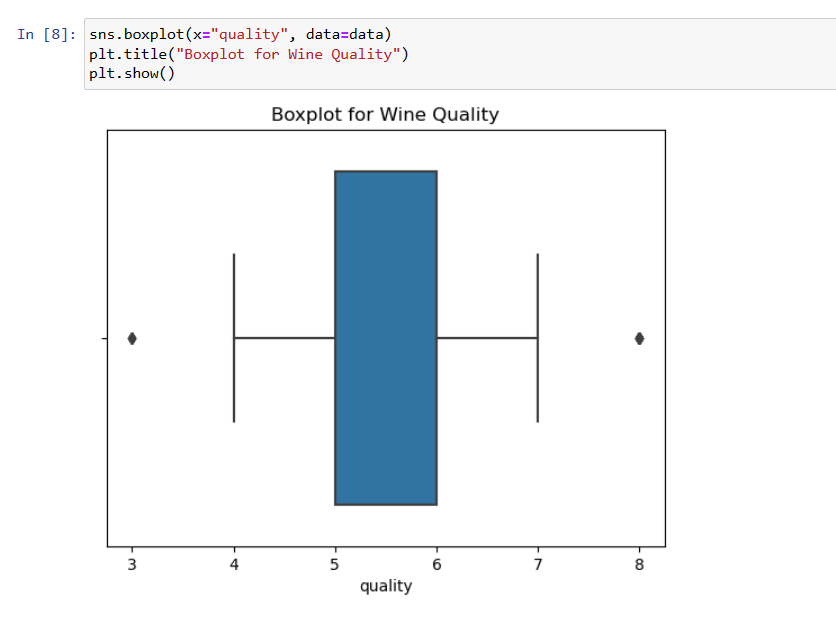 In [8]: sns.boxplot(x="quality", data=data)
plt.title("Boxplot for Wine Quality")
plt.show()
Boxplot for Wine Quality
3 4 5 6 7 8
quality